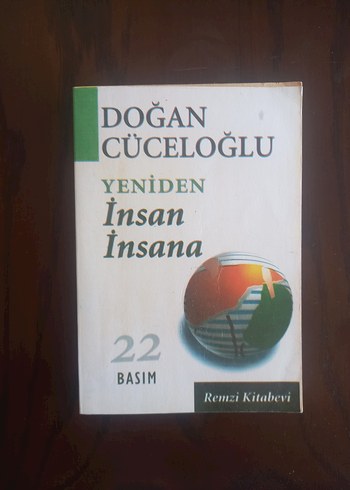 DOĞAN
CÜCELOĞLU
YENİDEN
İnsan
İnsana
22
BASIM
Remzi Kitabevi